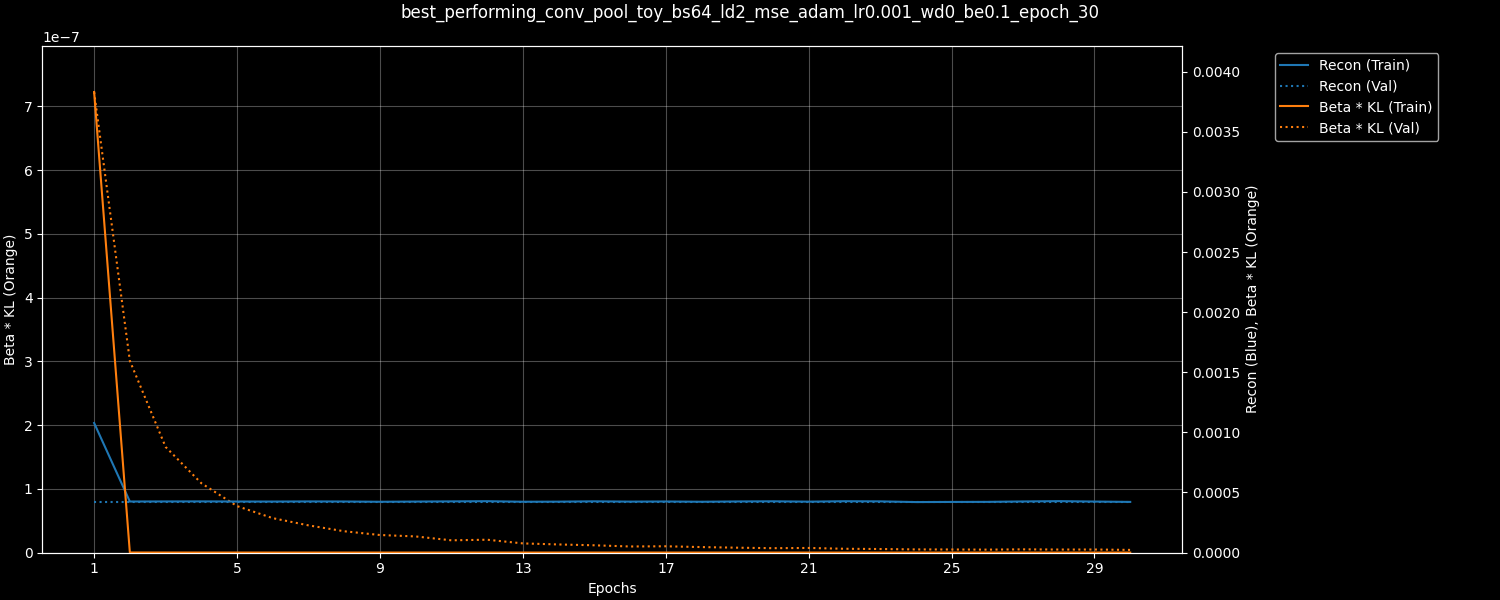 best_performing_conv_pool_toy_bs64_ld2_mse_adam_lr0.001_wd0_be0.1_epoch_30
1e−7
7
6
5
4
3
2
1
0
Beta * KL (Orange)
1 5 9 13 17 21 25 29
Epochs
0.0040
0.0035
0.0030
0.0025
0.0020
0.0015
0.0010
0.0005
0.0000
Recon (Blue), Beta * KL (Orange)
Recon (Train)
Recon (Val)
Beta * KL (Train)
Beta * KL (Val)